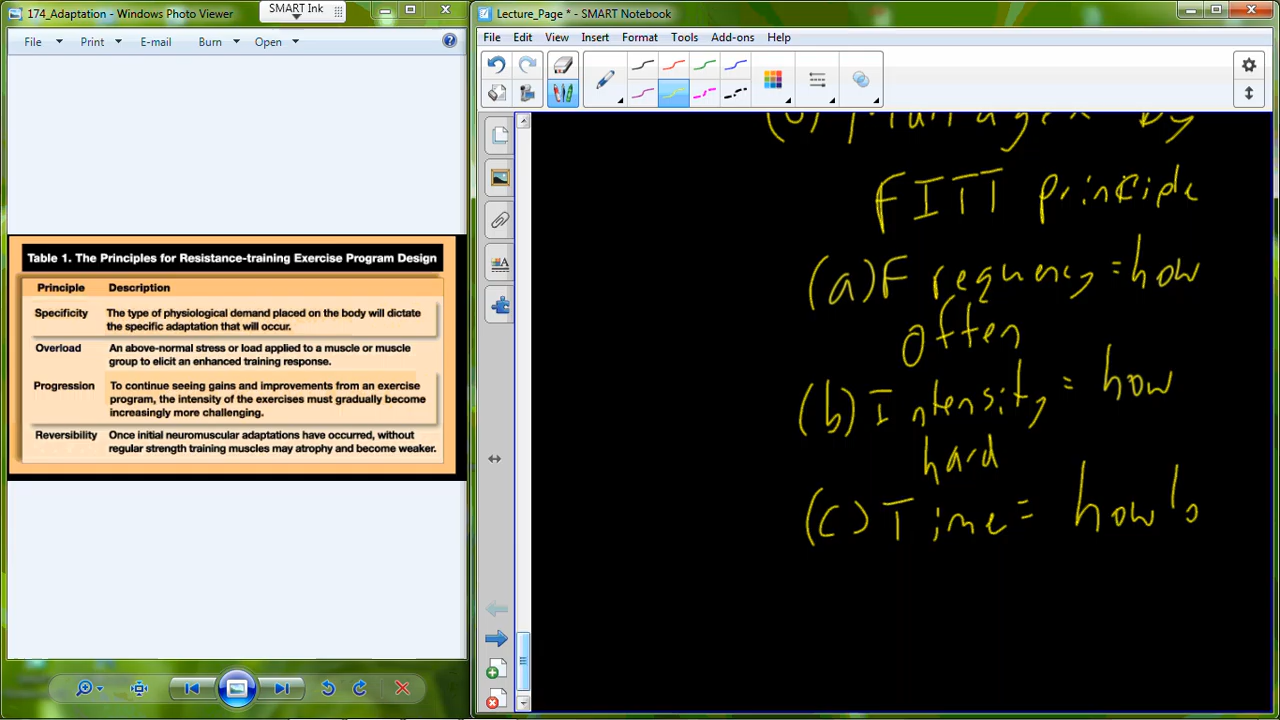 174_Adaptation - Windows Photo Viewer
SMART Ink
File Print E-mail Burn Open
Table 1. The Principles for Resistance-training Exercise Program Design
Principle Description
Specificity The type of physiological demand placed on the body will dictate
the specific adaptation that will occur.
Overload An above-normal stress or load applied to a muscle or muscle
group to elicit an enhanced training response.
Progression To continue seeing gains and improvements from an exercise
program, the intensity of the exercises must gradually become
increasingly more challenging.
Reversibility Once initial neuromuscular adaptations have occurred, without
regular strength training muscles may atrophy and become weaker.
Lecture_Page * - SMART Notebook
File Edit View Insert Format Tools Add-ons Help
By
FITT principle
(a) Frequency = how
often
(b) Intensity = how
hard
(c) Time = how lo